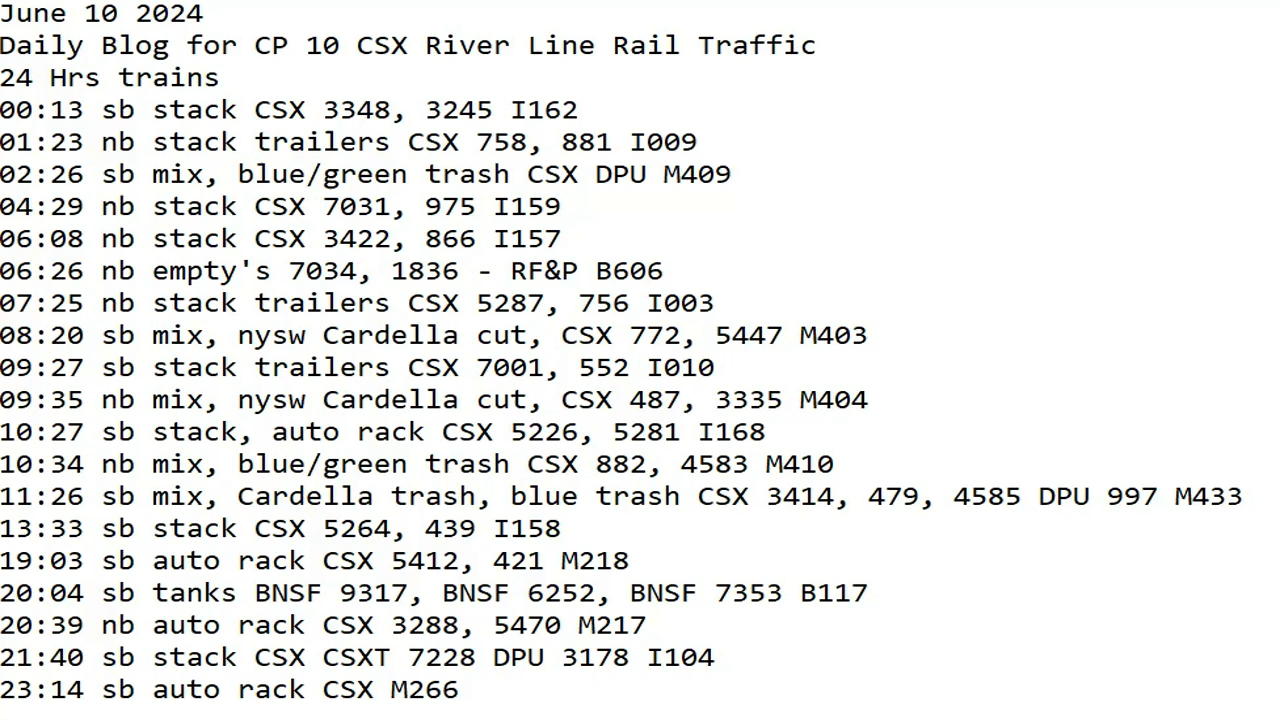 June 10 2024
Daily Blog for CP 10 CSX River Line Rail Traffic
24 Hrs trains
00:13 sb stack CSX 3348, 3245 I162
01:23 nb stack trailers CSX 758, 881 I009
02:26 sb mix, blue/green trash CSX DPU M409
04:29 nb stack CSX 7031, 975 I159
06:08 nb stack CSX 3422, 866 I157
06:26 nb empty's 7034, 1836 - RF&P B606
07:25 nb stack trailers CSX 5287, 756 I003
08:20 sb mix, nysw Cardella cut, CSX 772, 5447 M403
09:27 sb stack trailers CSX 7001, 552 I010
09:35 nb mix, nysw Cardella cut, CSX 487, 3335 M404
10:27 sb stack, auto rack CSX 5226, 5281 I168
10:34 nb mix, blue/green trash CSX 882, 4583 M410
11:26 sb mix, Cardella trash, blue trash CSX 3414, 479, 4585 DPU 997 M433
13:33 sb stack CSX 5264, 439 I158
19:03 sb auto rack CSX 5412, 421 M218
20:04 sb tanks BNSF 9317, BNSF 6252, BNSF 7353 B117
20:39 nb auto rack CSX 3288, 5470 M217
21:40 sb stack CSX CSXT 7228 DPU 3178 I104
23:14 sb auto rack CSX M266